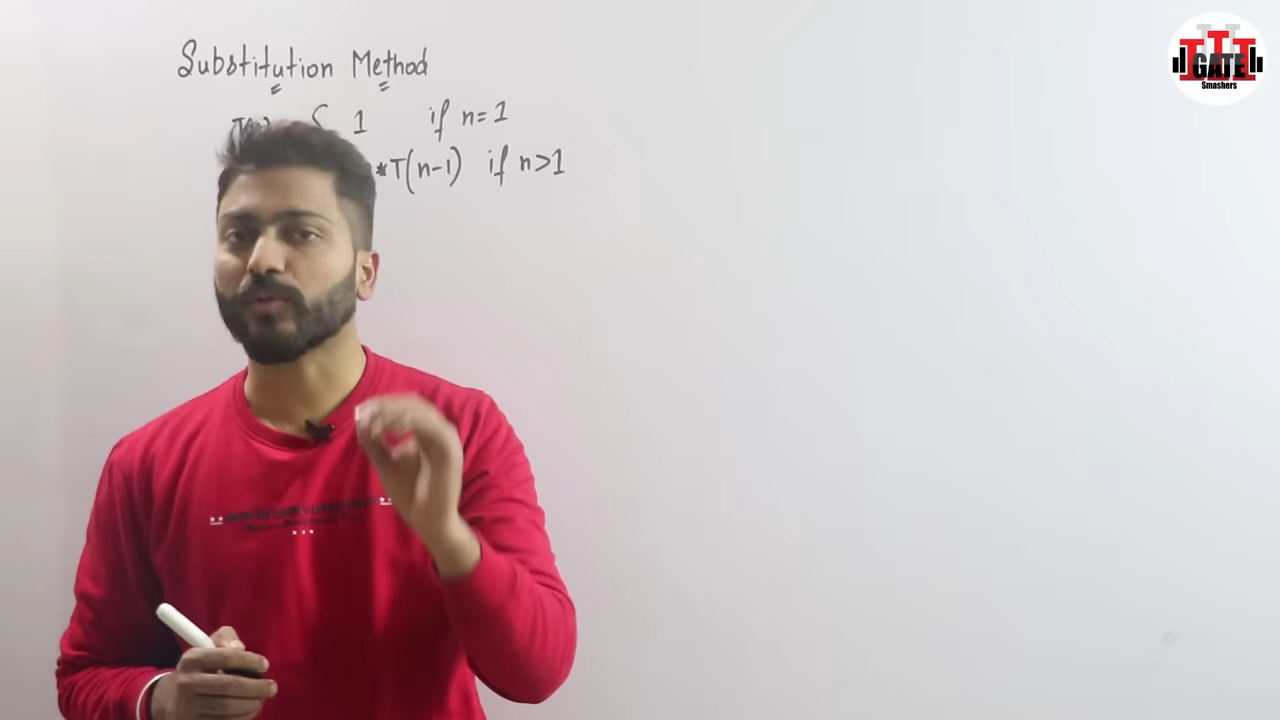 Substitution Method
1 if n=1
*T(n-1) if n>1
GATE
Smashers